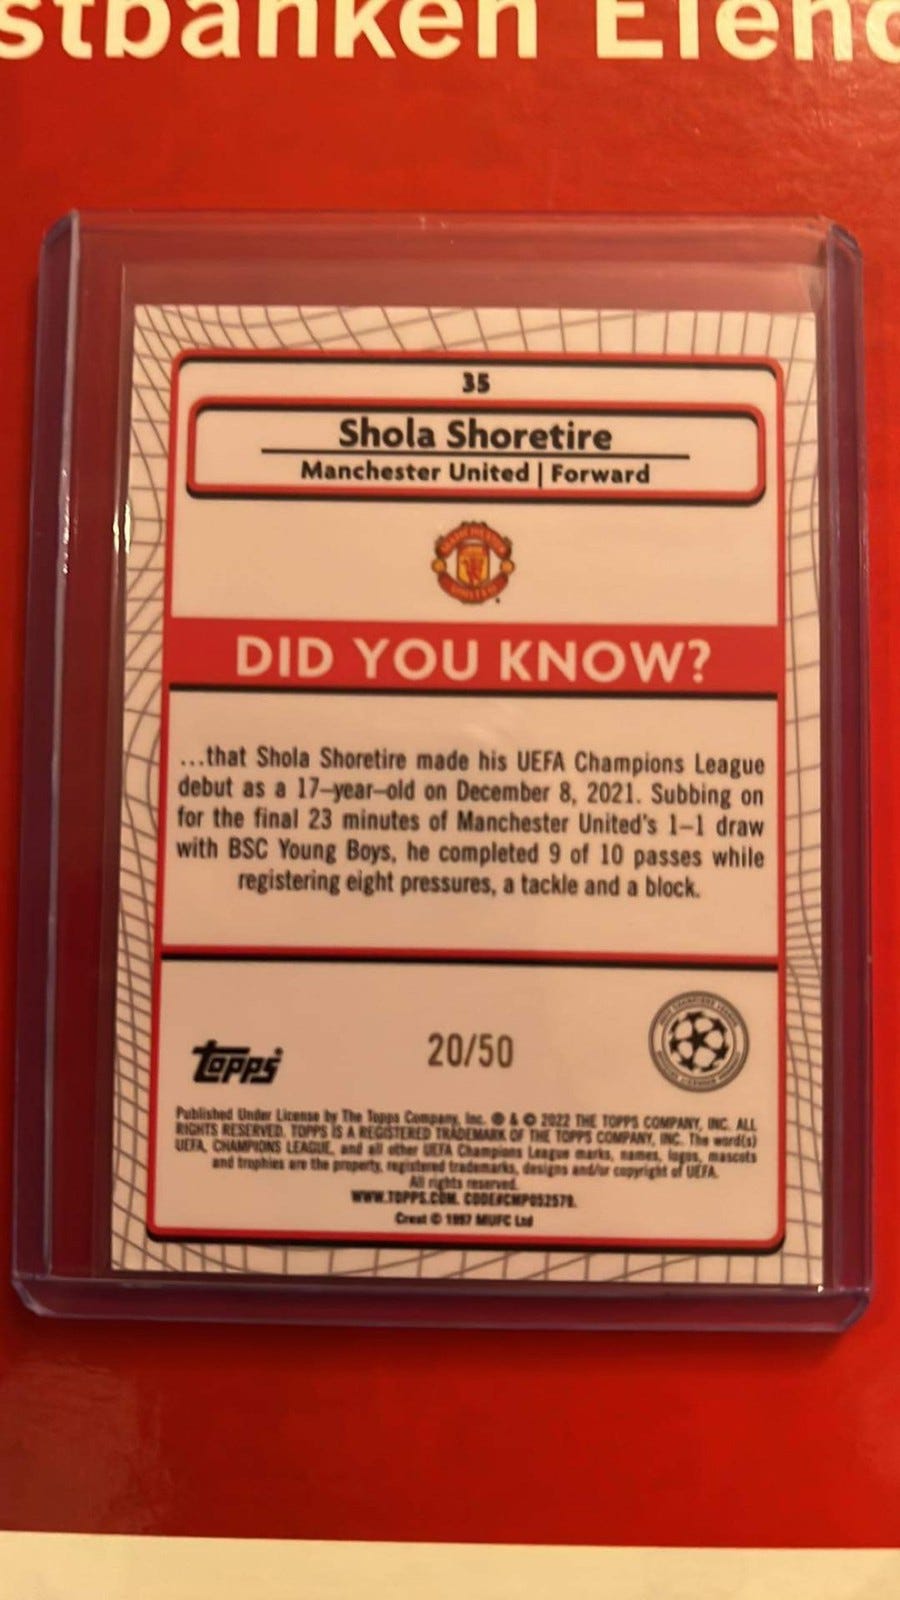 stbanken Elend
35
Shola Shoretire
Manchester United | Forward
MANCHESTER
UNITED
DID YOU KNOW?
...that Shola Shoretire made his UEFA Champions League
debut as a 17-year-old on December 8, 2021. Subbing on
for the final 23 minutes of Manchester United's 1-1 draw
with BSC Young Boys, he completed 9 of 10 passes while
registering eight pressures, a tackle and a block.
topps
20/50
Published Under License by The Topps Company, Inc. ® & © 2022 THE TOPPS COMPANY, INC. ALL
RIGHTS RESERVED. TOPPS IS A REGISTERED TRADEMARK OF THE TOPPS COMPANY, INC. The word(s)
UEFA, CHAMPIONS LEAGUE, and all other UEFA Champions League marks, names, logos, mascots
and trophies are the property, registered trademarks, designs and/or copyright of UEFA.
All rights reserved.
WWW.TOPPS.COM. CODE#CMP052579.
Crest © 1997 MUFC Ltd